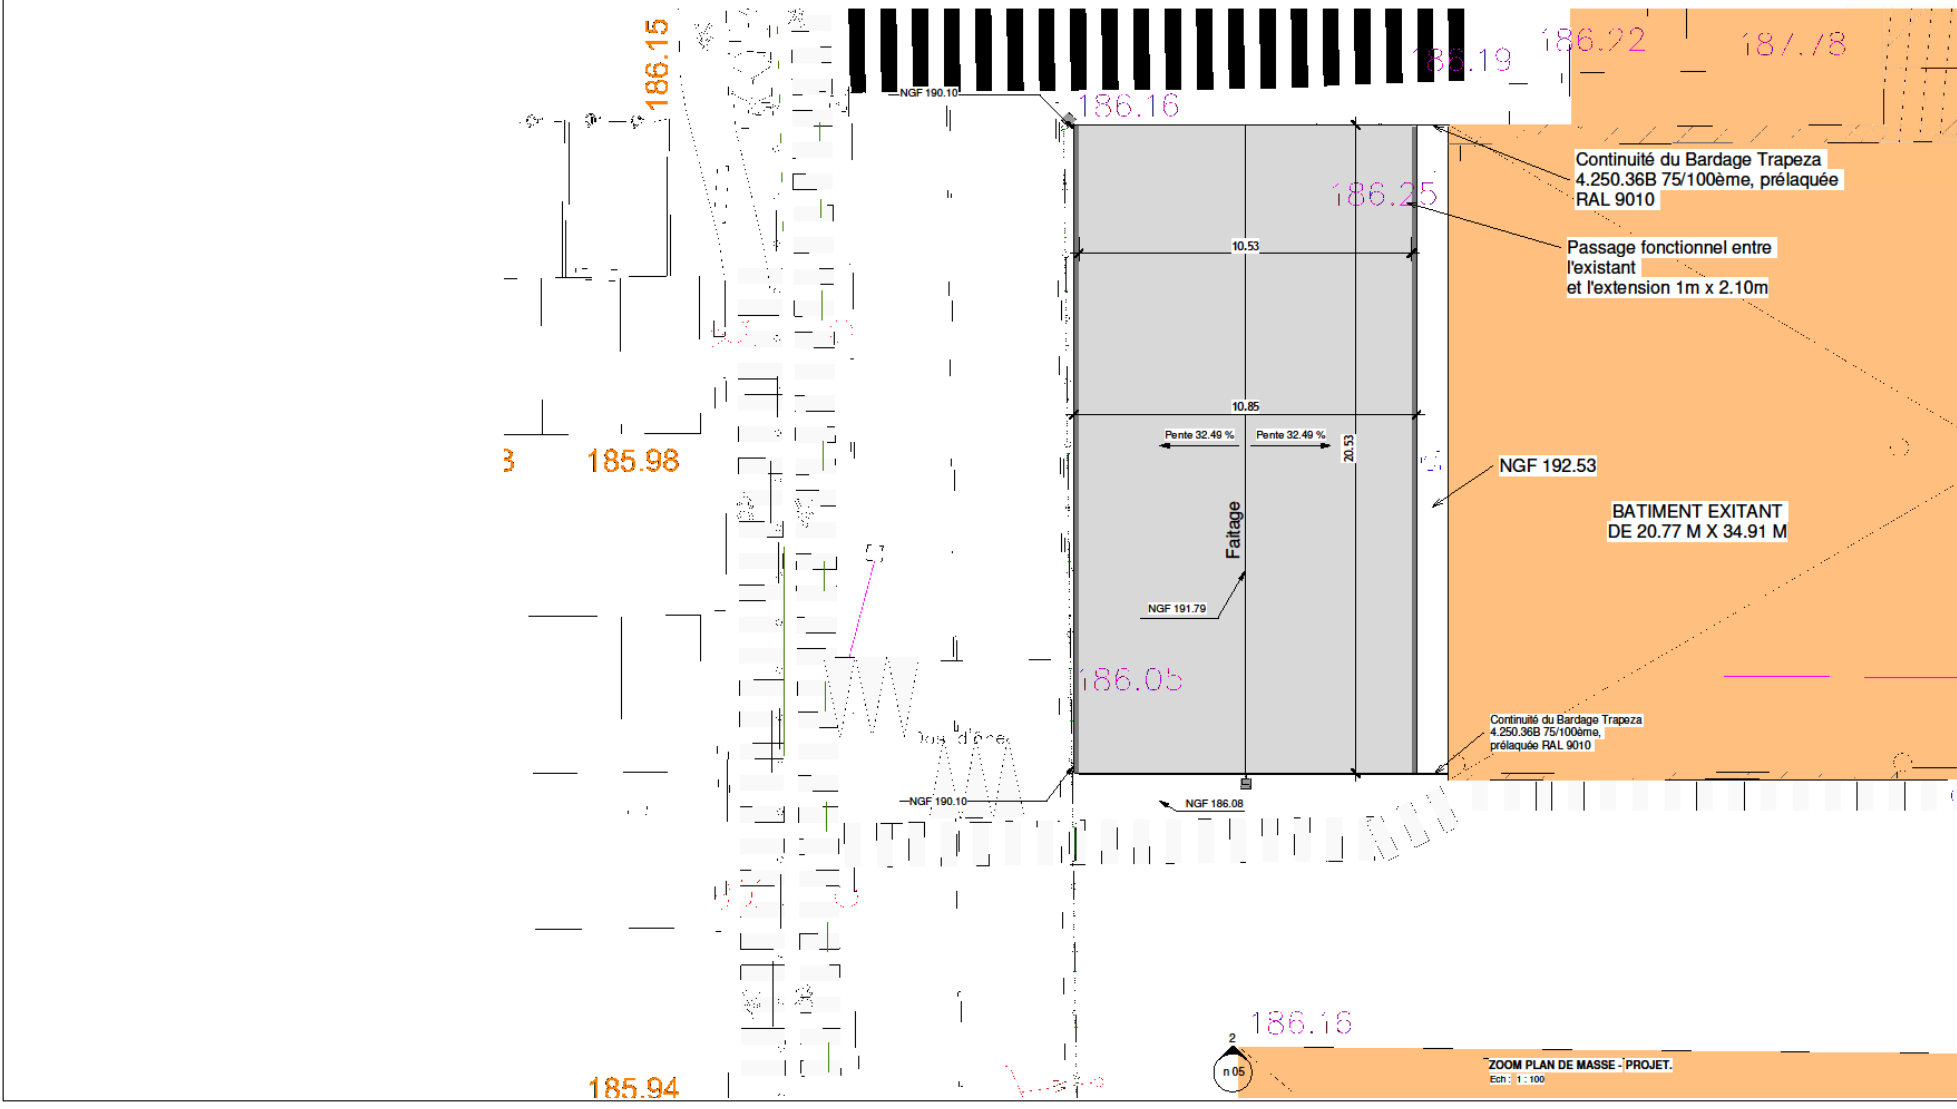 186.15
186.19
186.22
187.78
NGF 190.10
186.16
Continuité du Bardage Trapeza
4.250.36B 75/100ème, prélaquée
RAL 9010
186.25
Passage fonctionnel entre
l'existant
et l'extension 1m x 2.10m
10.53
10.85
Pente 32.49 %
Pente 32.49 %
20.53
185.98
NGF 192.53
BATIMENT EXITANT
DE 20.77 M X 34.91 M
Faitage
NGF 191.79
186.05
Continuité du Bardage Trapeza
4.250.36B 75/100ème,
prélaquée RAL 9010
Dos d'âne
NGF 190.10
NGF 186.08
186.16
2
n 05
ZOOM PLAN DE MASSE - PROJET.
Ech : 1 : 100
185.94